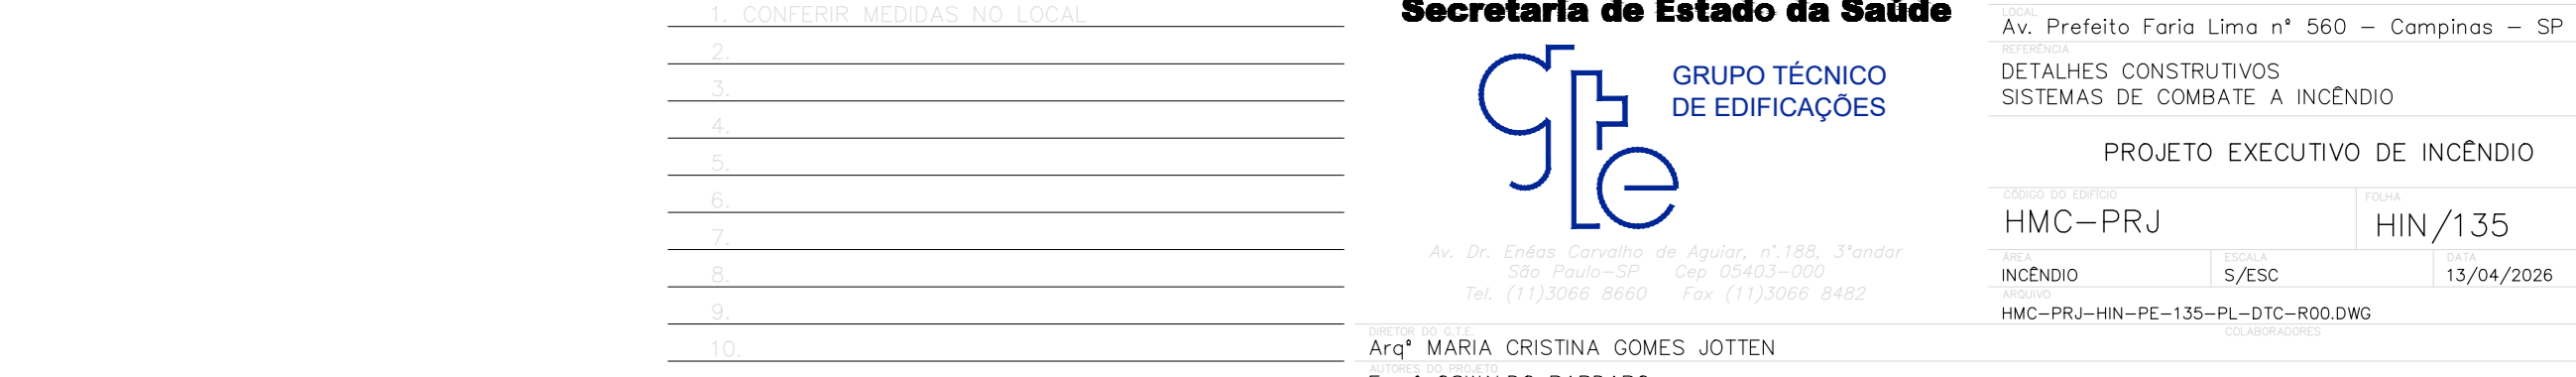 1. CONFERIR MEDIDAS NO LOCAL
2.
3.
4.
5.
6.
7.
8.
9.
10.
Secretaria de Estado da Saúde
gte
GRUPO TÉCNICO
DE EDIFICAÇÕES
Av. Dr. Enéas Carvalho de Aguiar, n°.188, 3°andar
São Paulo-SP Cep 05403-000
Tel. (11)3066 8660 Fax (11)3066 8482
LOCAL
Av. Prefeito Faria Lima n° 560 - Campinas - SP
REFERÊNCIA
DETALHES CONSTRUTIVOS
SISTEMAS DE COMBATE A INCÊNDIO
PROJETO EXECUTIVO DE INCÊNDIO
CÓDIGO DO EDIFÍCIO
HMC-PRJ
FOLHA
HIN/135
ÁREA
INCÊNDIO
ESCALA
S/ESC
DATA
13/04/2026
ARQUIVO
HMC-PRJ-HIN-PE-135-PL-DTC-R00.DWG
DIRETOR DO G.T.E.
Arqª MARIA CRISTINA GOMES JOTTEN
COLABORADORES
AUTORES DO PROJETO